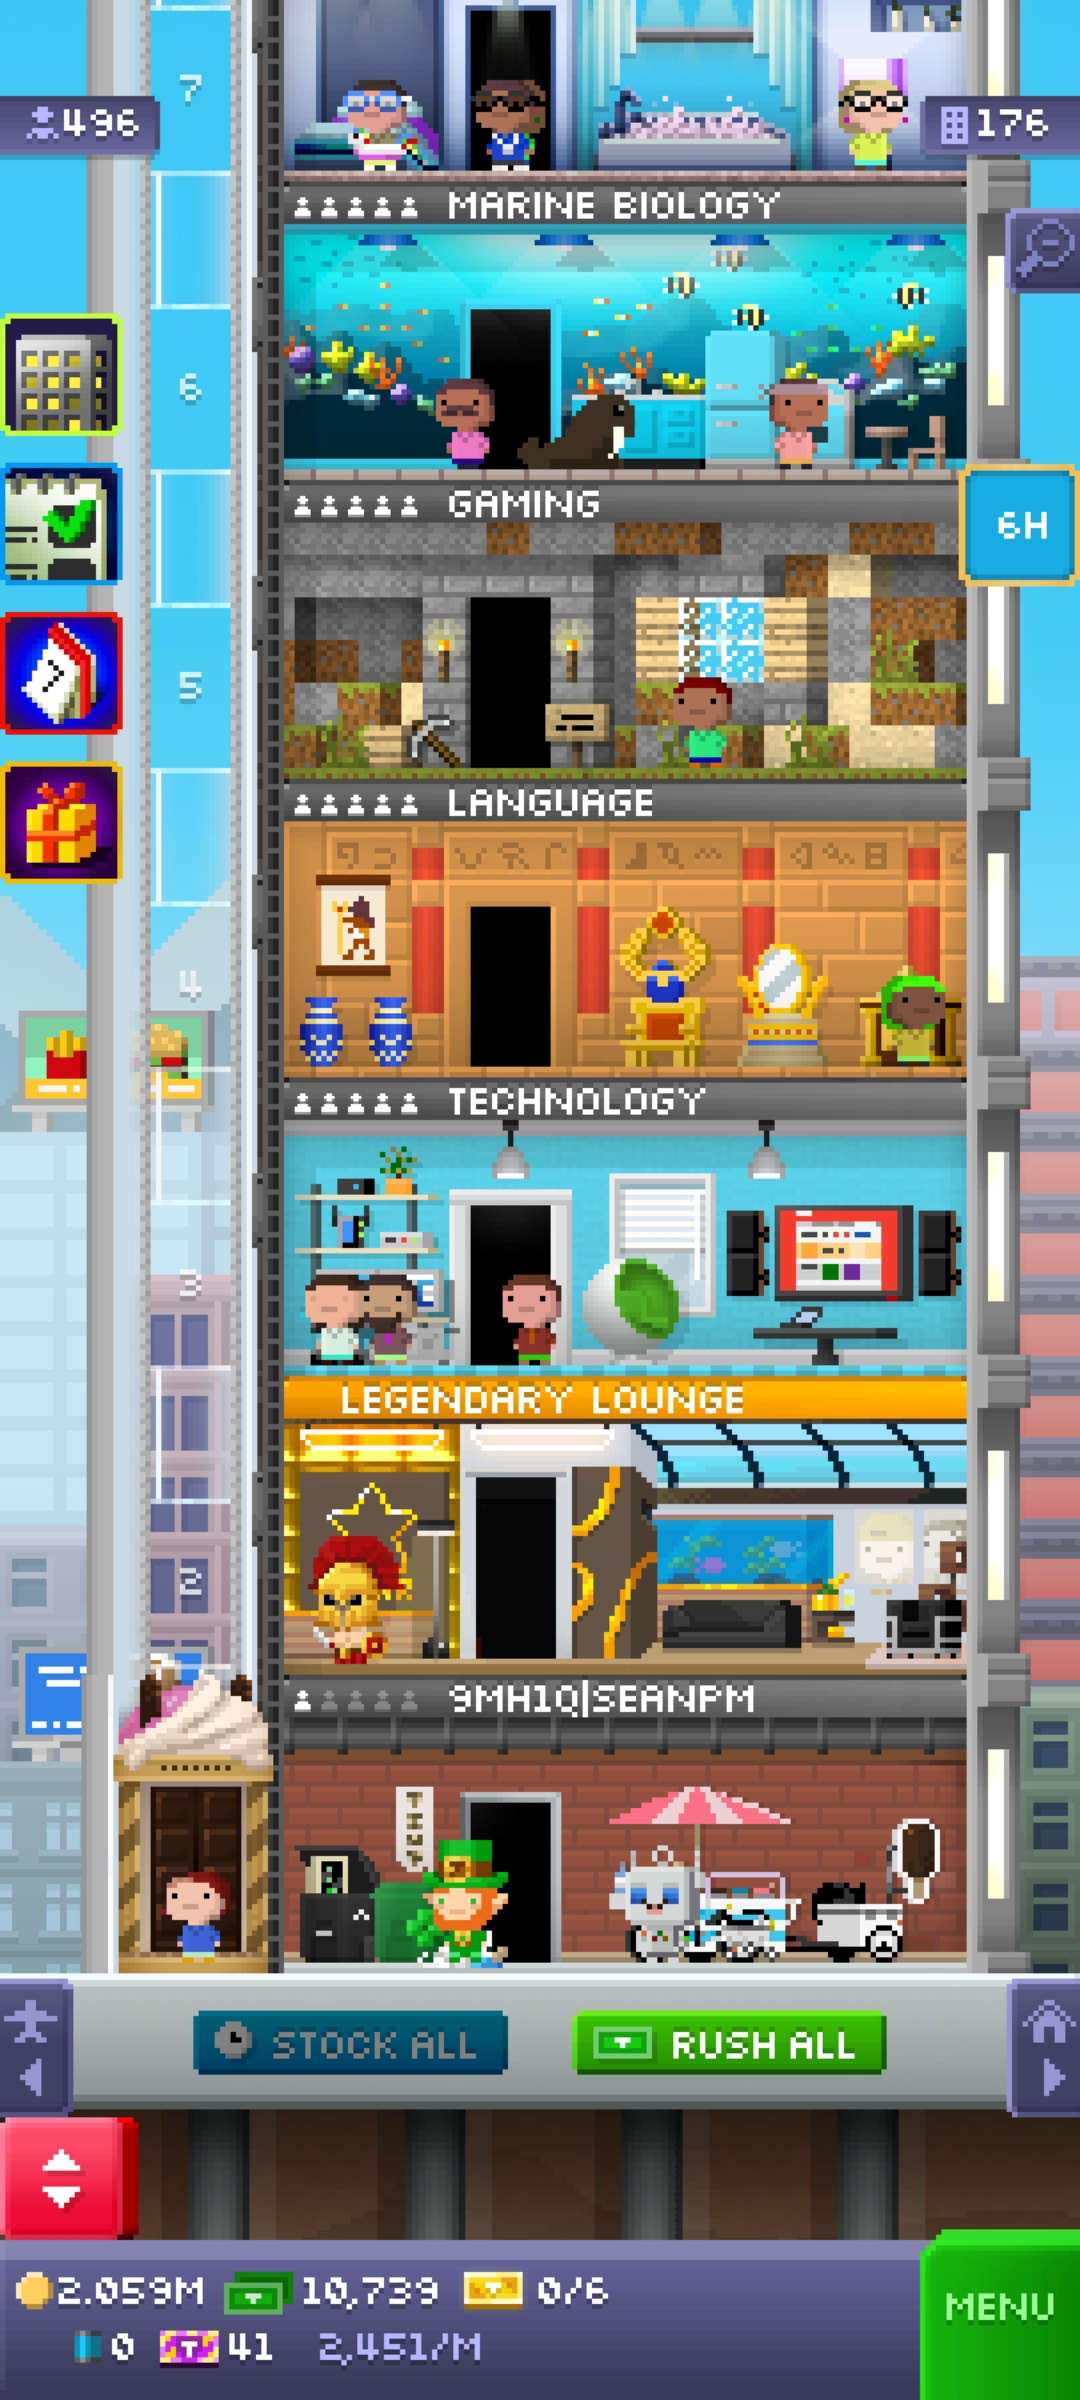 7
496
176
MARINE BIOLOGY
6
GAMING
6H
5
LANGUAGE
4
TECHNOLOGY
3
LEGENDARY LOUNGE
2
9MH1Q|SEANPM
STOCK ALL
RUSH ALL
2.059M
10,739
0/6
MENU
0
41
2,451/M